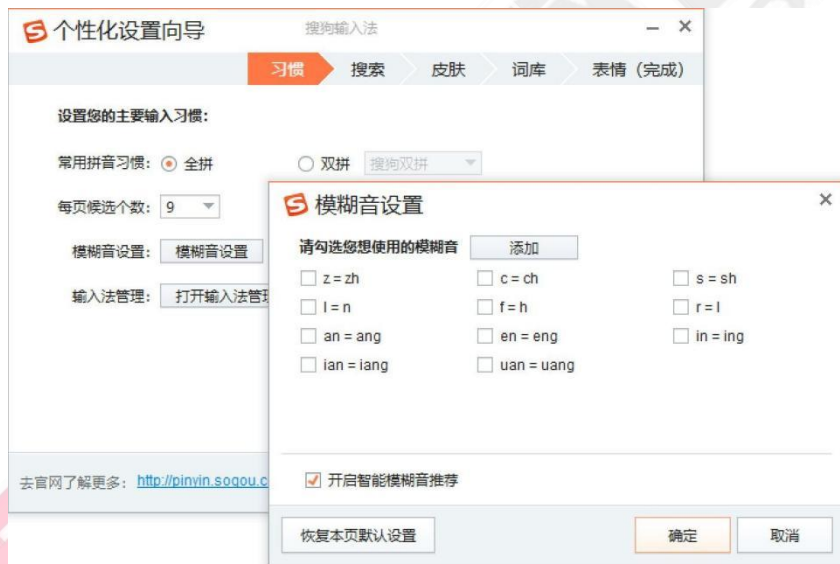 个性化设置向导
搜狗输入法
习惯
搜索
皮肤
词库
表情（完成）
设置您的主要输入习惯：
常用拼音习惯：
全拼
双拼
搜狗双拼
每页候选个数：
9
模糊音设置：
模糊音设置
输入法管理：
打开输入法管
去官网了解更多：
http://pinyin.sogou.c
模糊音设置
请勾选您想使用的模糊音
添加
z = zh
c = ch
s = sh
l = n
f = h
r = l
an = ang
en = eng
in = ing
ian = iang
uan = uang
开启智能模糊音推荐
恢复本页默认设置
确定
取消